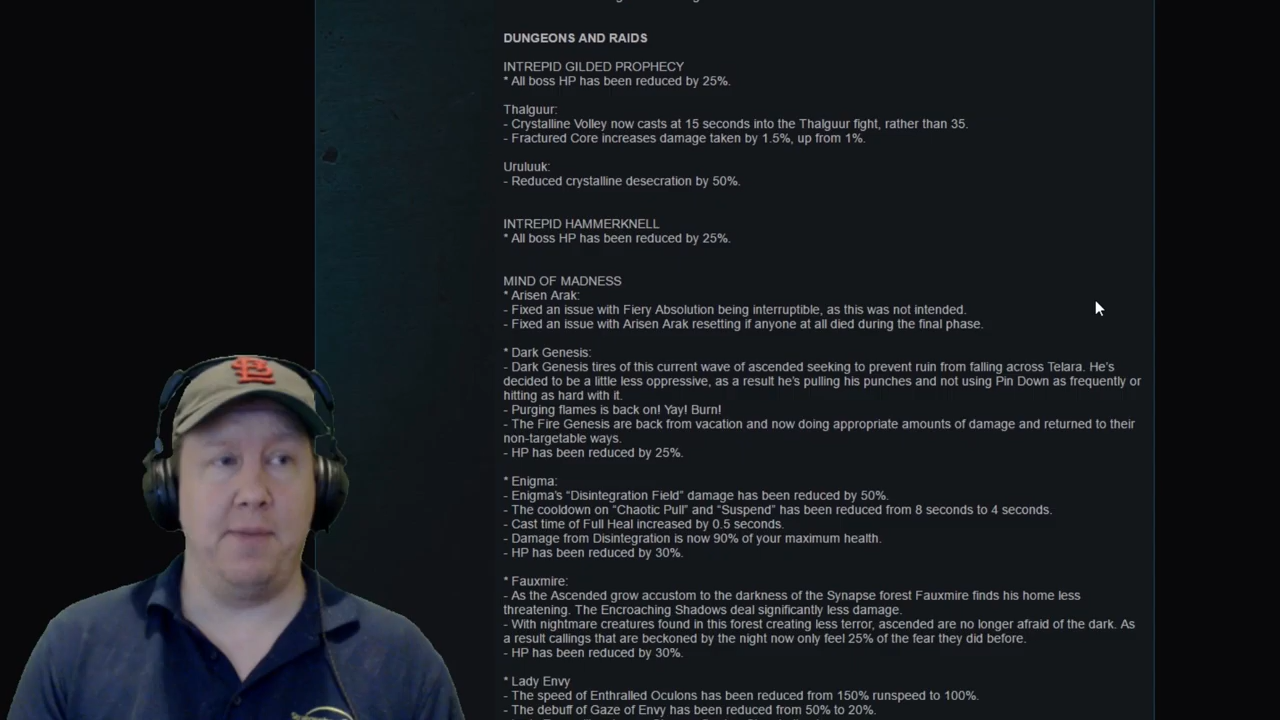 DUNGEONS AND RAIDS
INTREPID GILDED PROPHECY
* All boss HP has been reduced by 25%.
Thalguur:
- Crystalline Volley now casts at 15 seconds into the Thalguur fight, rather than 35.
- Fractured Core increases damage taken by 1.5%, up from 1%.
Uruluuk:
- Reduced crystalline desecration by 50%.
INTREPID HAMMERKNELL
* All boss HP has been reduced by 25%.
MIND OF MADNESS
* Arisen Arak:
- Fixed an issue with Fiery Absolution being interruptible, as this was not intended.
- Fixed an issue with Arisen Arak resetting if anyone at all died during the final phase.
* Dark Genesis:
- Dark Genesis tires of this current wave of ascended seeking to prevent ruin from falling across Telara. He's
decided to be a little less oppressive, as a result he's pulling his punches and not using Pin Down as frequently or
hitting as hard with it.
- Purging flames is back on! Yay! Burn!
- The Fire Genesis are back from vacation and now doing appropriate amounts of damage and returned to their
non-targetable ways.
- HP has been reduced by 25%.
* Enigma:
- Enigma's “Disintegration Field” damage has been reduced by 50%.
- The cooldown on “Chaotic Pull” and “Suspend” has been reduced from 8 seconds to 4 seconds.
- Cast time of Full Heal increased by 0.5 seconds.
- Damage from Disintegration is now 90% of your maximum health.
- HP has been reduced by 30%.
* Fauxmire:
- As the Ascended grow accustom to the darkness of the Synapse forest Fauxmire finds his home less
threatening. The Encroaching Shadows deal significantly less damage.
- With nightmare creatures found in this forest creating less terror, ascended are no longer afraid of the dark. As
a result callings that are beckoned by the night now only feel 25% of the fear they did before.
- HP has been reduced by 30%.
* Lady Envy
- The speed of Enthralled Oculons has been reduced from 150% runspeed to 100%.
- The debuff of Gaze of Envy has been reduced from 50% to 20%.